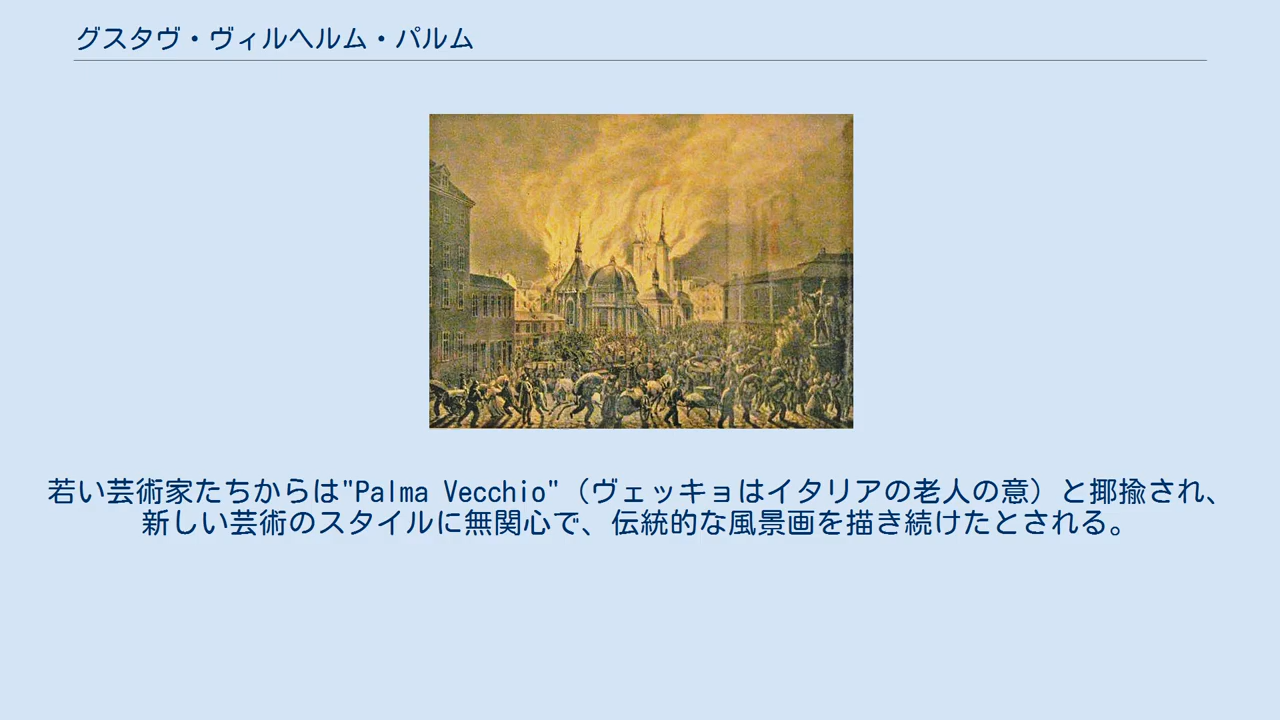 グスタヴ・ヴィルヘルム・パルム
若い芸術家たちからは"Palma Vecchio"（ヴェッキョはイタリアの老人の意）と揶揄され、
新しい芸術のスタイルに無関心で、伝統的な風景画を描き続けたとされる。